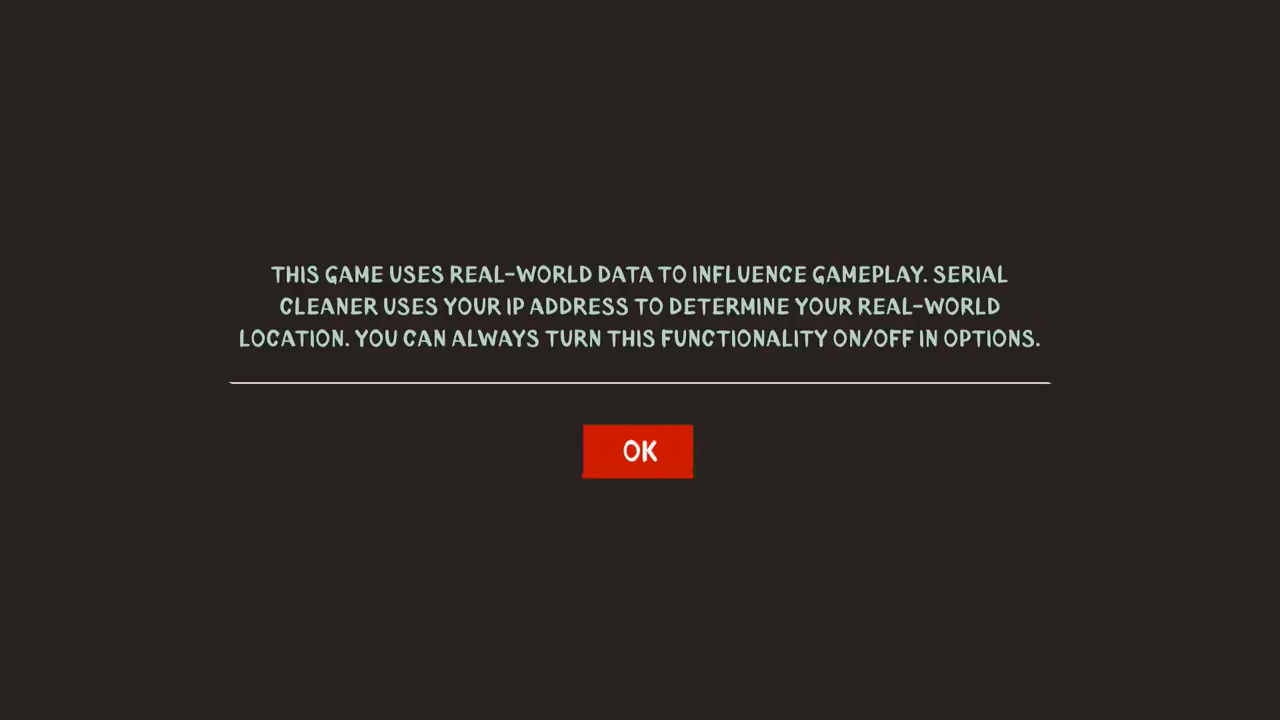 THIS GAME USES REAL-WORLD DATA TO INFLUENCE GAMEPLAY. SERIAL
CLEANER USES YOUR IP ADDRESS TO DETERMINE YOUR REAL-WORLD
LOCATION. YOU CAN ALWAYS TURN THIS FUNCTIONALITY ON/OFF IN OPTIONS.
OK